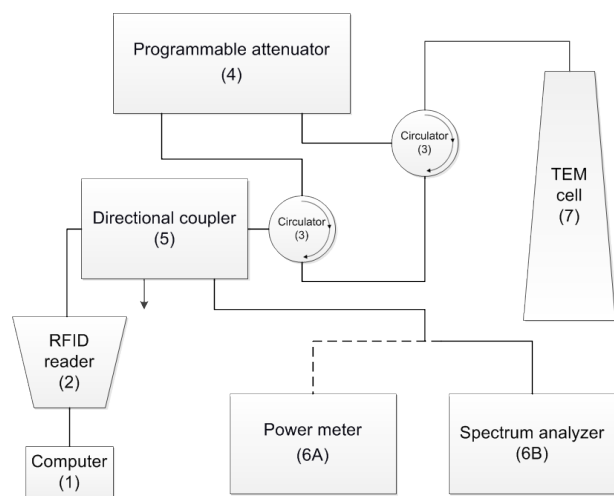 Programmable attenuator
(4)
Circulator
(3)
TEM
cell
(7)
Directional coupler
(5)
Circulator
(3)
RFID
reader
(2)
Power meter
(6A)
Spectrum analyzer
(6B)
Computer
(1)